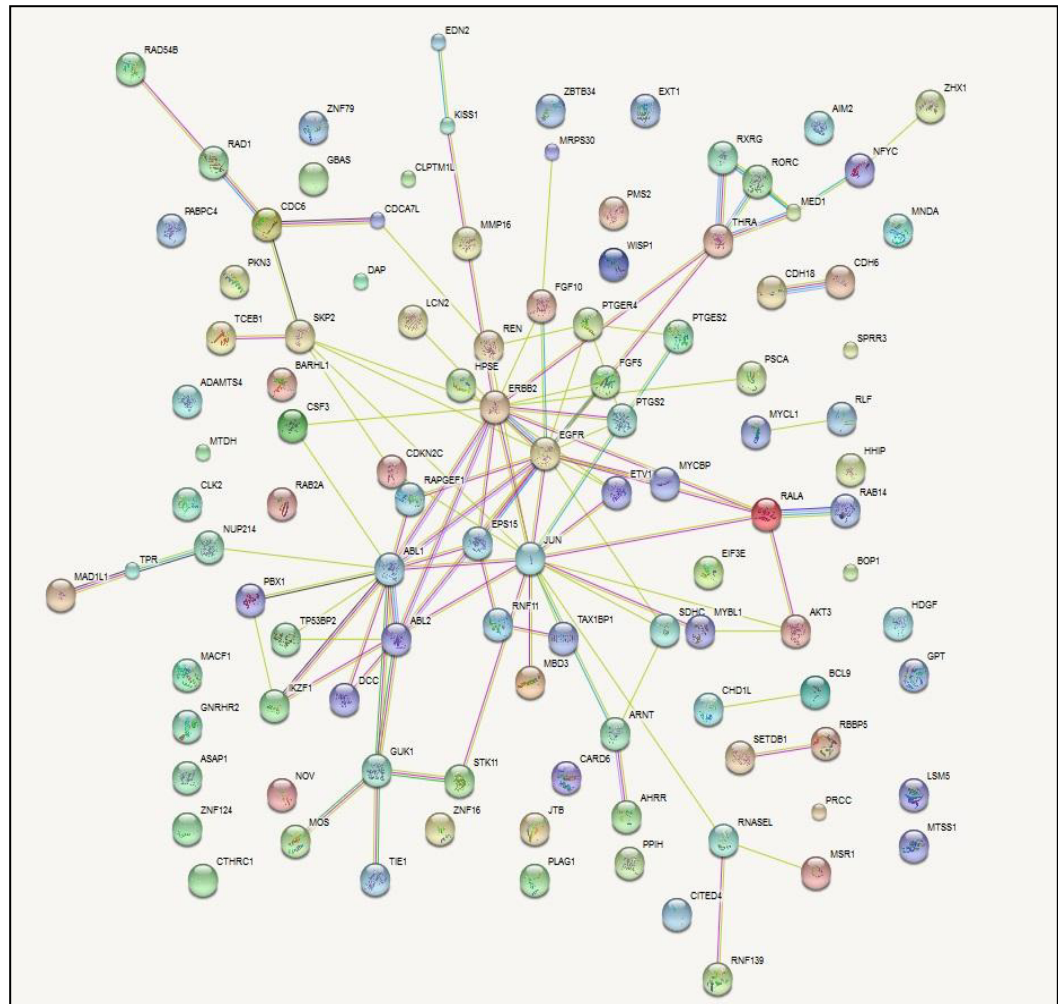 EDN2
RAD54B
ZBTB34
EXT1
ZHX1
ZNF79
KISS1
AIM2
MRPS30
RXRG
NFYC
RAD1
GBAS
RORC
CLPTM1L
PMS2
MED1
PABPC4
CDC6
CDCA7L
THRA
MNDA
MMP16
WISP1
PKN3
CDH18
CDH6
DAP
FGF10
LCN2
PTGER4
PTGES2
TCEB1
SKP2
REN
SPRR3
BARHL1
HPSE
FGF5
PSCA
ADAMTS4
ERBB2
CSF3
PTGS2
MYCL1
RLF
MTDH
EGFR
CDKN2C
HHIP
CLK2
RAB2A
RAPGEF1
ETV1
MYCBP
RALA
RAB14
NUP214
EPS15
JUN
TPR
ABL1
EIF3E
BOP1
MAD1L1
PBX1
RNF11
TAX1BP1
SDHC
MYBL1
AKT3
HDGF
TP53BP2
ABL2
MACF1
MBD3
GPT
IKZF1
DCC
CHD1L
BCL9
GNRHR2
ARNT
SETDB1
RBBP5
ASAP1
GUK1
STK11
CARD6
LSM5
NOV
PRCC
ZNF124
MOS
ZNF16
JTB
AHRR
RNASEL
MTSS1
CTHRC1
TIE1
PLAG1
PPIH
MSR1
CITED4
RNF139